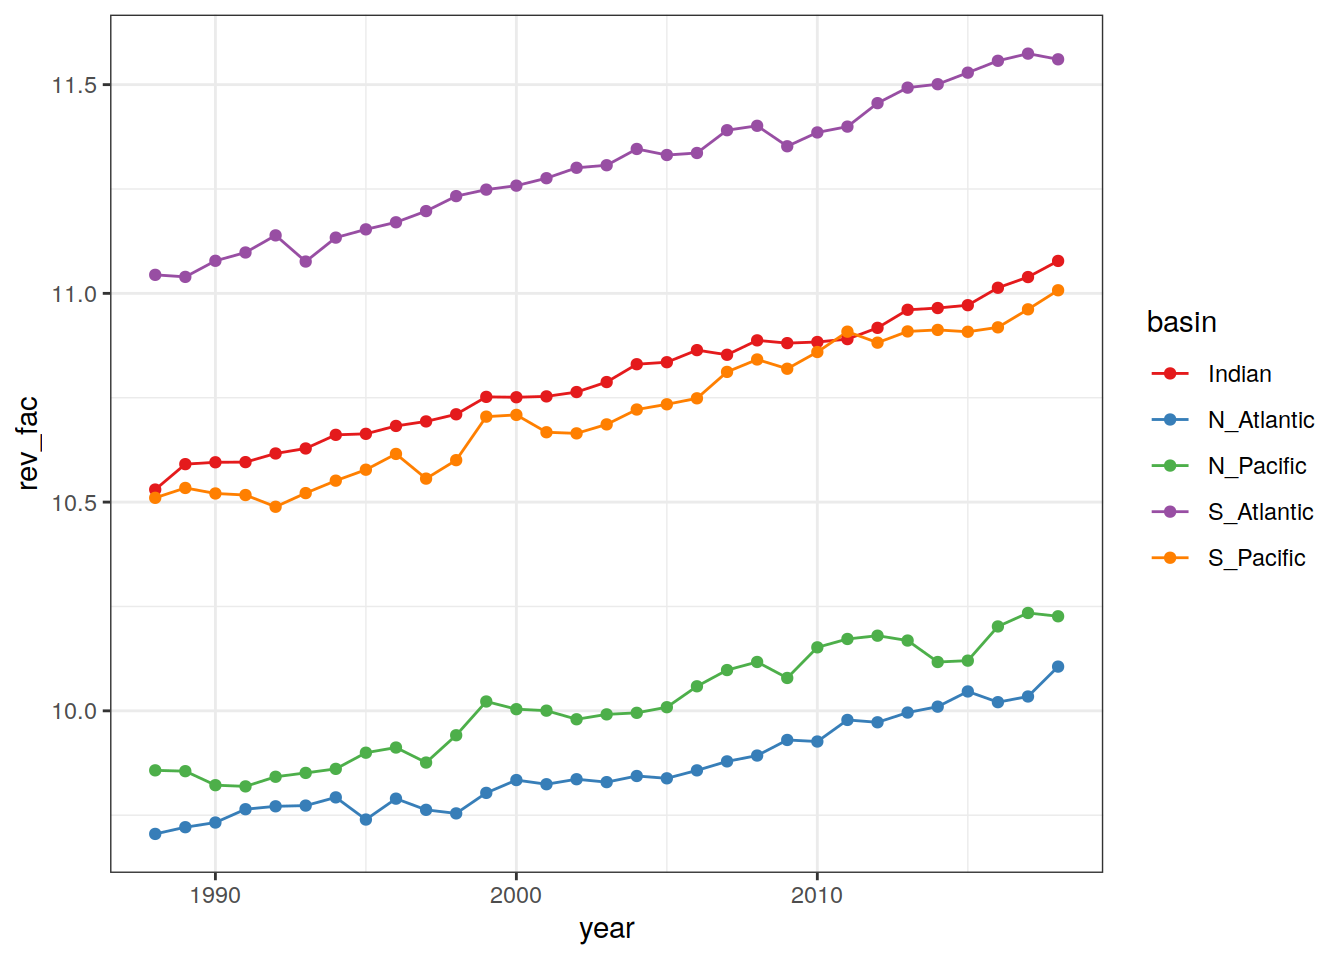 11.5
11.0
10.5
10.0
rev_fac
1990
2000
2010
year
basin
Indian
N_Atlantic
N_Pacific
S_Atlantic
S_Pacific